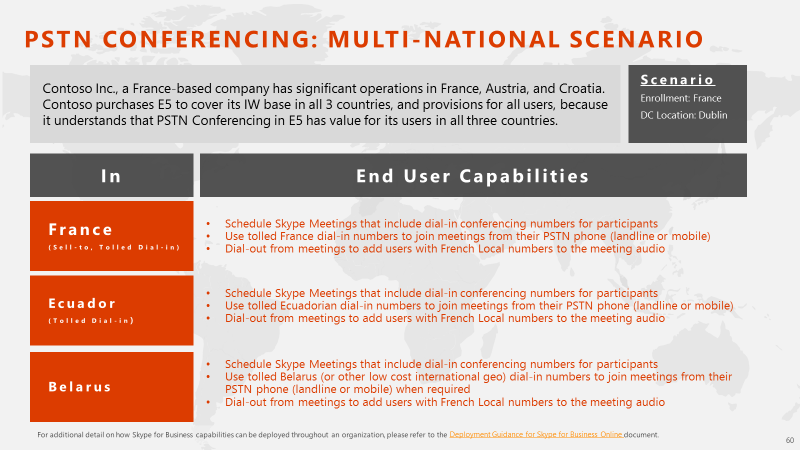 PSTN CONFERENCING: MULTI-NATIONAL SCENARIO
Contoso Inc., a France-based company has significant operations in France, Austria, and Croatia.
Contoso purchases E5 to cover its IW base in all 3 countries, and provisions for all users, because
it understands that PSTN Conferencing in E5 has value for its users in all three countries.
Scenario
Enrollment: France
DC Location: Dublin
In
End User Capabilities
France
(Sell-to, Tolled Dial-in)
• Schedule Skype Meetings that include dial-in conferencing numbers for participants
• Use tolled France dial-in numbers to join meetings from their PSTN phone (landline or mobile)
• Dial-out from meetings to add users with French Local numbers to the meeting audio
Ecuador
(Tolled Dial-in)
• Schedule Skype Meetings that include dial-in conferencing numbers for participants
• Use tolled Ecuadorian dial-in numbers to join meetings from their PSTN phone (landline or mobile)
• Dial-out from meetings to add users with French Local numbers to the meeting audio
Belarus
• Schedule Skype Meetings that include dial-in conferencing numbers for participants
• Use tolled Belarus (or other low cost international geo) dial-in numbers to join meetings from their
PSTN phone (landline or mobile) when required
• Dial-out from meetings to add users with French Local numbers to the meeting audio
For additional detail on how Skype for Business capabilities can be deployed throughout an organization, please refer to the Deployment Guidance for Skype for Business Online document.
60